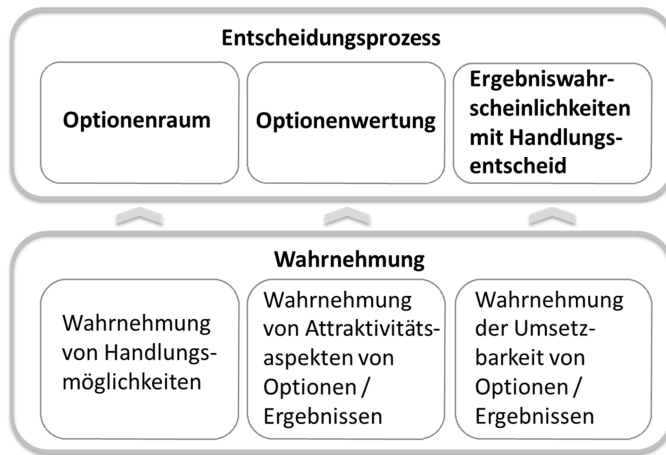 Entscheidungsprozess
Optionenraum
Optionenwertung
Ergebniswahr-
scheinlichkeiten
mit Handlungs-
entscheid
Wahrnehmung
Wahrnehmung
von Handlungs-
möglichkeiten
Wahrnehmung
von Attraktivitäts-
aspekten von
Optionen /
Ergebnissen
Wahrnehmung
der Umsetz-
barkeit von
Optionen /
Ergebnissen